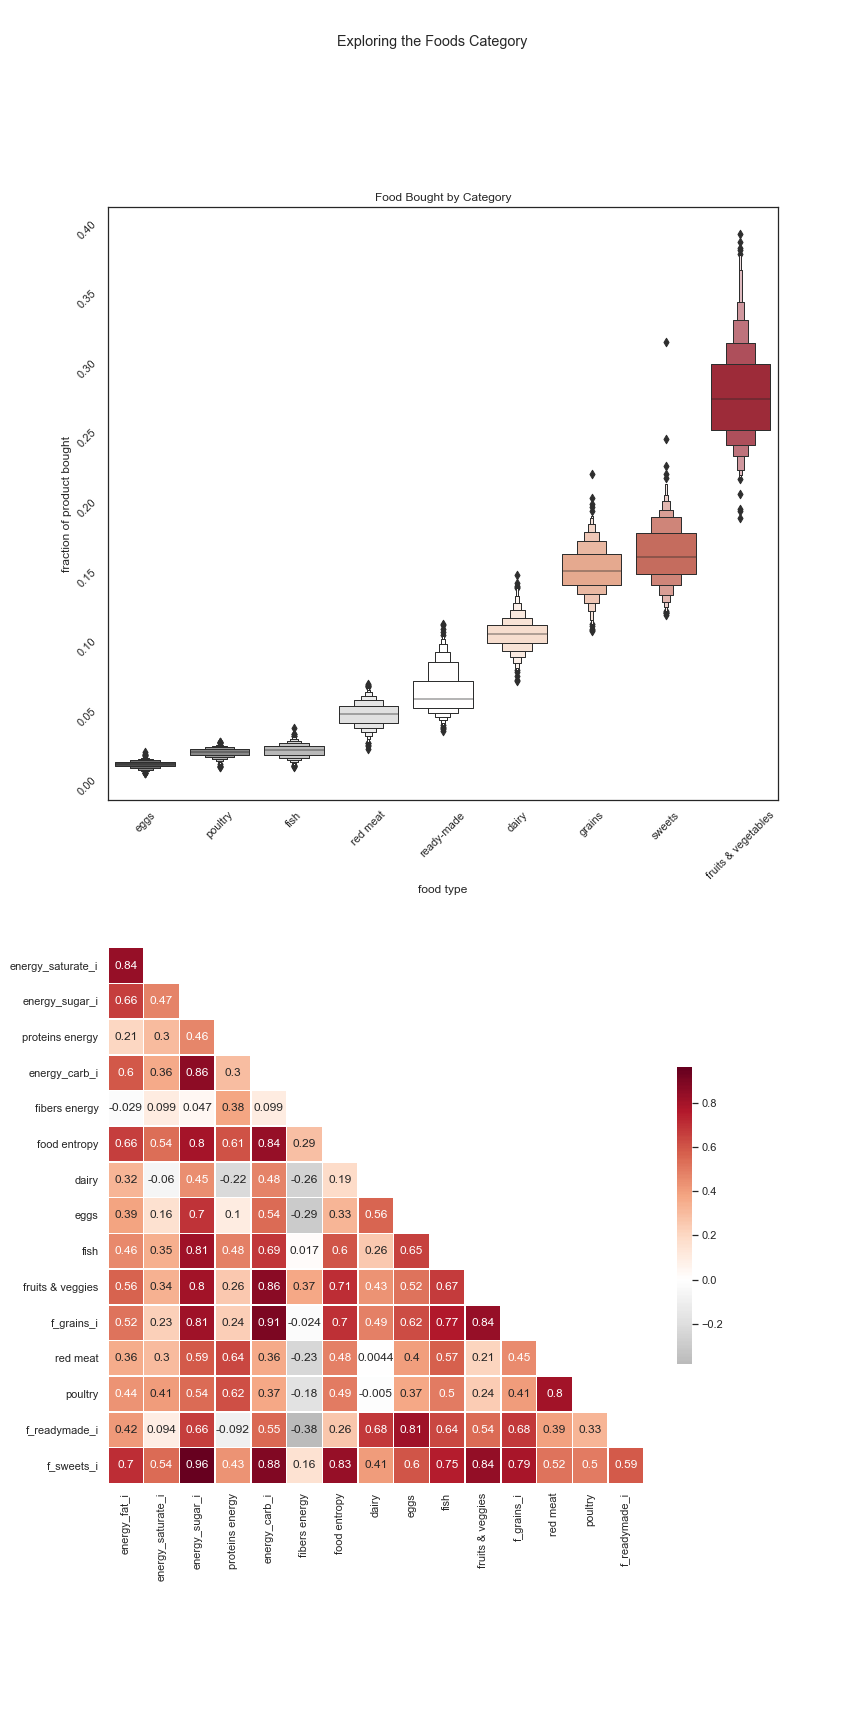 Exploring the Foods Category
Food Bought by Category
0.40
0.35
0.30
0.25
0.20
0.15
0.10
0.05
0.00
fraction of product bought
eggs poultry fish red meat ready-made dairy grains sweets fruits & vegetables
food type
energy_saturate_i 0.84
energy_sugar_i 0.66 0.47
proteins energy 0.21 0.3 0.46
energy_carb_i 0.6 0.36 0.86 0.3
fibers energy -0.029 0.099 0.047 0.38 0.099
food entropy 0.66 0.54 0.8 0.61 0.84 0.29
dairy 0.32 -0.06 0.45 -0.22 0.48 -0.26 0.19
eggs 0.39 0.16 0.7 0.1 0.54 -0.29 0.33 0.56
fish 0.46 0.35 0.81 0.48 0.69 0.017 0.6 0.26 0.65
fruits & veggies 0.56 0.34 0.8 0.26 0.86 0.37 0.71 0.43 0.52 0.67
f_grains_i 0.52 0.23 0.81 0.24 0.91 -0.024 0.7 0.49 0.62 0.77 0.84
red meat 0.36 0.3 0.59 0.64 0.36 -0.23 0.48 0.0044 0.4 0.57 0.21 0.45
poultry 0.44 0.41 0.54 0.62 0.37 -0.18 0.49 -0.005 0.37 0.5 0.24 0.41 0.8
f_readymade_i 0.42 0.094 0.66 -0.092 0.55 -0.38 0.26 0.68 0.81 0.64 0.54 0.68 0.39 0.33
f_sweets_i 0.7 0.54 0.96 0.43 0.88 0.16 0.83 0.41 0.6 0.75 0.84 0.79 0.52 0.5 0.59
energy_fat_i energy_saturate_i energy_sugar_i proteins energy energy_carb_i fibers energy food entropy dairy eggs fish fruits & veggies f_grains_i red meat poultry f_readymade_i
0.8
0.6
0.4
0.2
0.0
−0.2